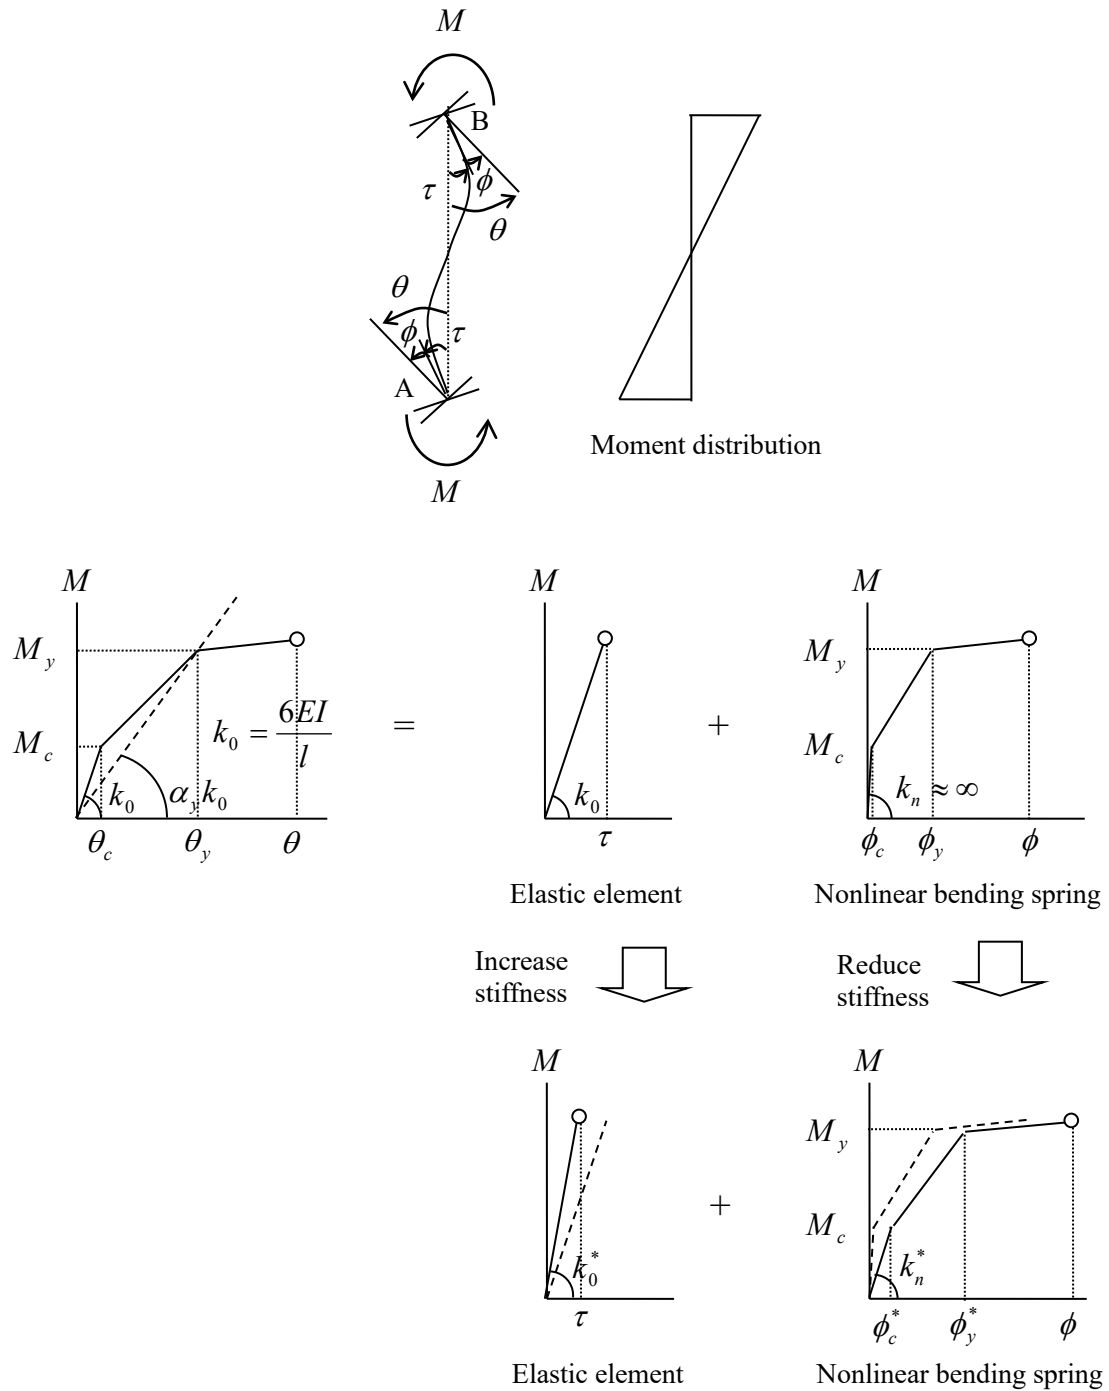 M
B
τ ϕ
θ
θ
ϕ τ
A
M
Moment distribution
M M M
M_y M_y
k_0 = 6EI/l = +
M_c M_c
k_0 α_y k_0 k_0 k_n ≈ ∞
θ_c θ_y θ τ ϕ_c ϕ_y ϕ
Elastic element Nonlinear bending spring
Increase Reduce
stiffness stiffness
M M
M_y
+
M_c
k_0^* k_n^*
τ ϕ_c^* ϕ_y^* ϕ
Elastic element Nonlinear bending spring